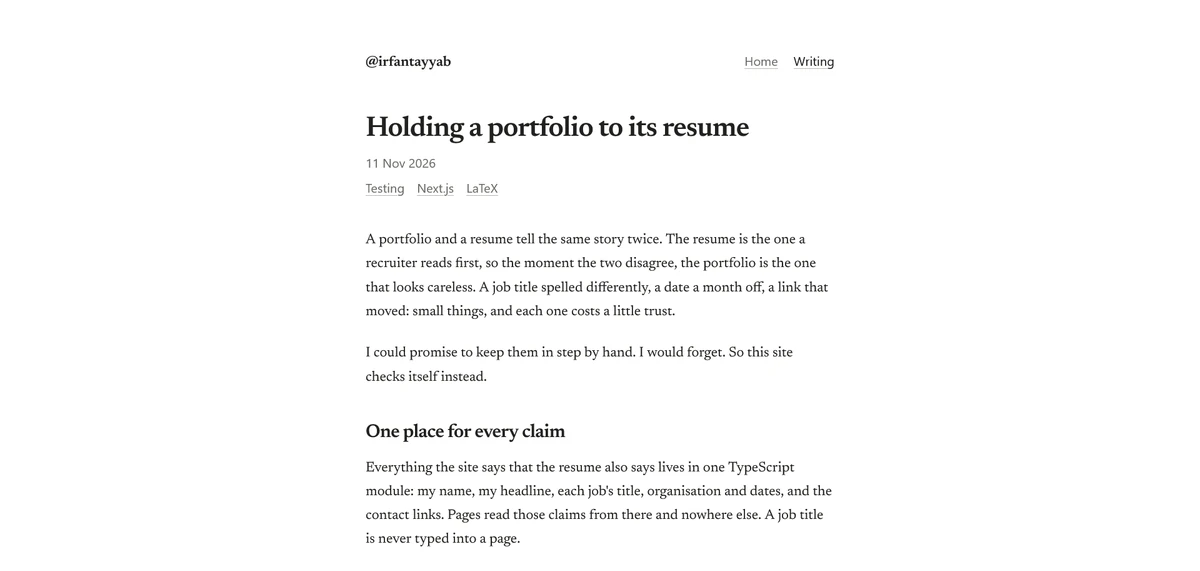 @irfantayyab
Home Writing
Holding a portfolio to its resume
11 Nov 2026
Testing Next.js LaTeX
A portfolio and a resume tell the same story twice. The resume is the one a
recruiter reads first, so the moment the two disagree, the portfolio is the one
that looks careless. A job title spelled differently, a date a month off, a link that
moved: small things, and each one costs a little trust.
I could promise to keep them in step by hand. I would forget. So this site
checks itself instead.
One place for every claim
Everything the site says that the resume also says lives in one TypeScript
module: my name, my headline, each job's title, organisation and dates, and the
contact links. Pages read those claims from there and nowhere else. A job title
is never typed into a page.